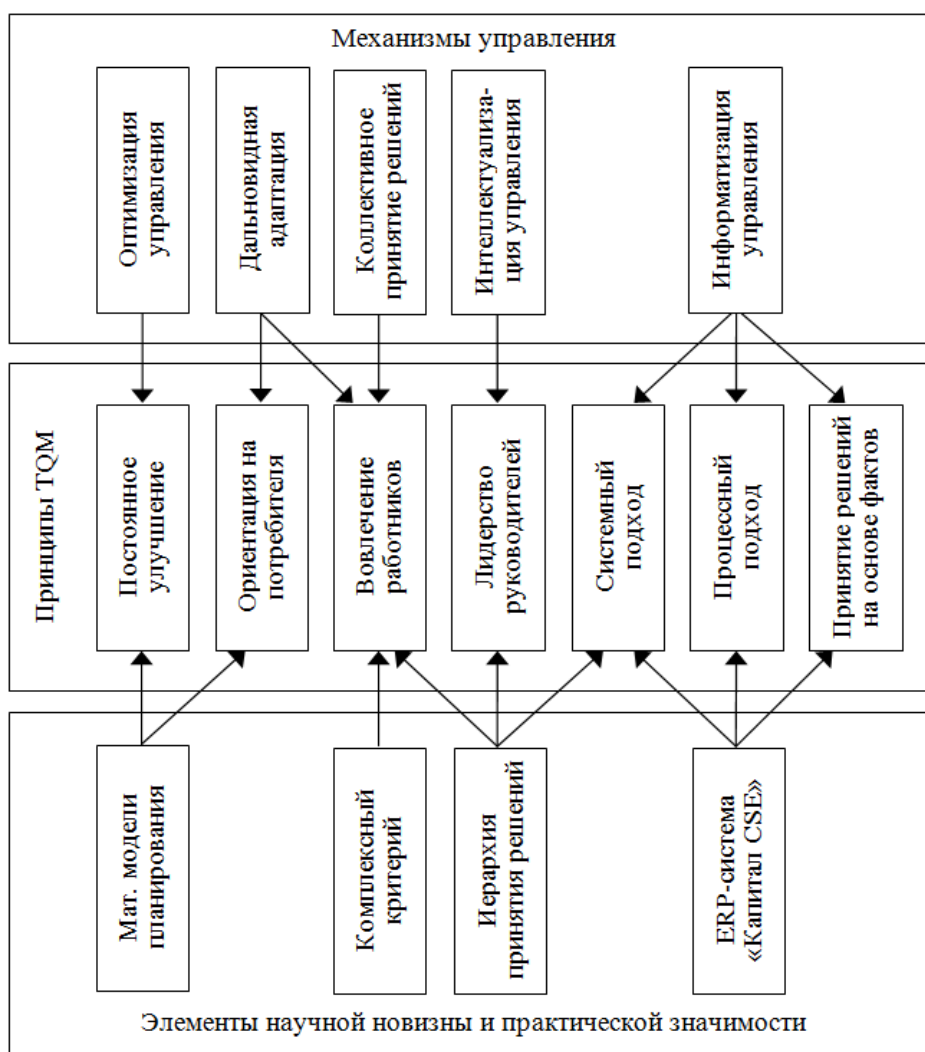 Механизмы управления
Оптимизация
управления
Дальновидная
адаптация
Коллективное
принятие решений
Интеллектуализа-
ция управления
Информатизация
управления
Принципы TQM
Постоянное
улучшение
Ориентация на
потребителя
Вовлечение
работников
Лидерство
руководителей
Системный
подход
Процессный
подход
Принятие решений
на основе фактов
Мат. модели
планирования
Комплексный
критерий
Иерархия
принятия решений
ERP-система
«Капитал CSE»
Элементы научной новизны и практической значимости